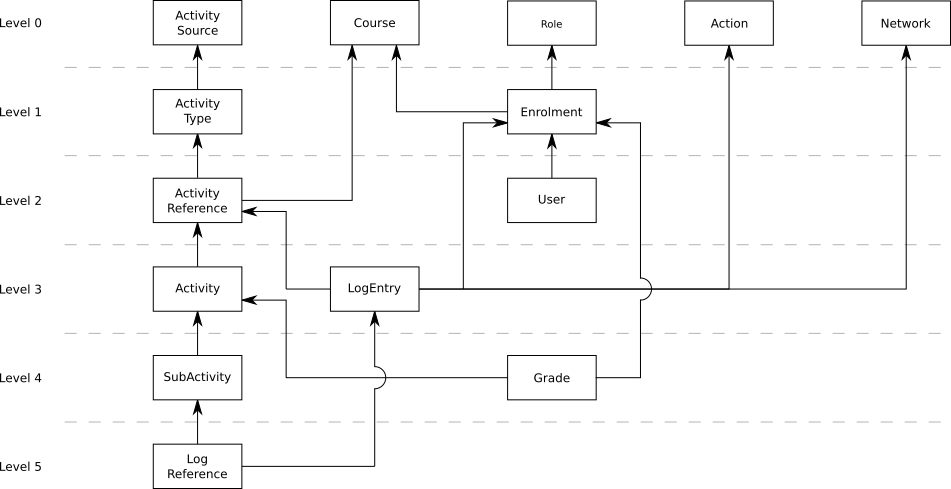 Level 0
Activity
Source
Course
Role
Action
Network
Level 1
Activity
Type
Enrolment
Level 2
Activity
Reference
User
Level 3
Activity
LogEntry
Level 4
SubActivity
Grade
Level 5
Log
Reference